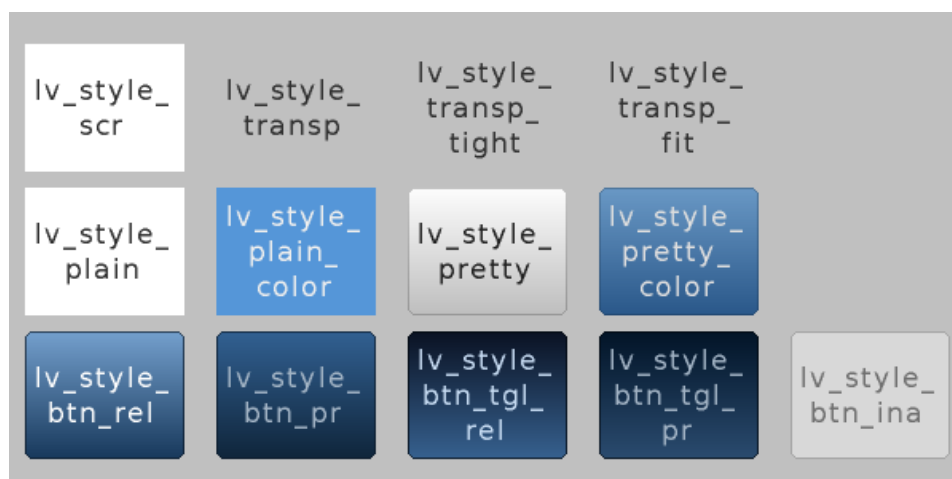 lv_style_
scr
lv_style_
transp
lv_style_
transp_
tight
lv_style_
transp_
fit
lv_style_
plain
lv_style_
plain_
color
lv_style_
pretty
lv_style_
pretty_
color
lv_style_
btn_rel
lv_style_
btn_pr
lv_style_
btn_tgl_
rel
lv_style_
btn_tgl_
pr
lv_style_
btn_ina